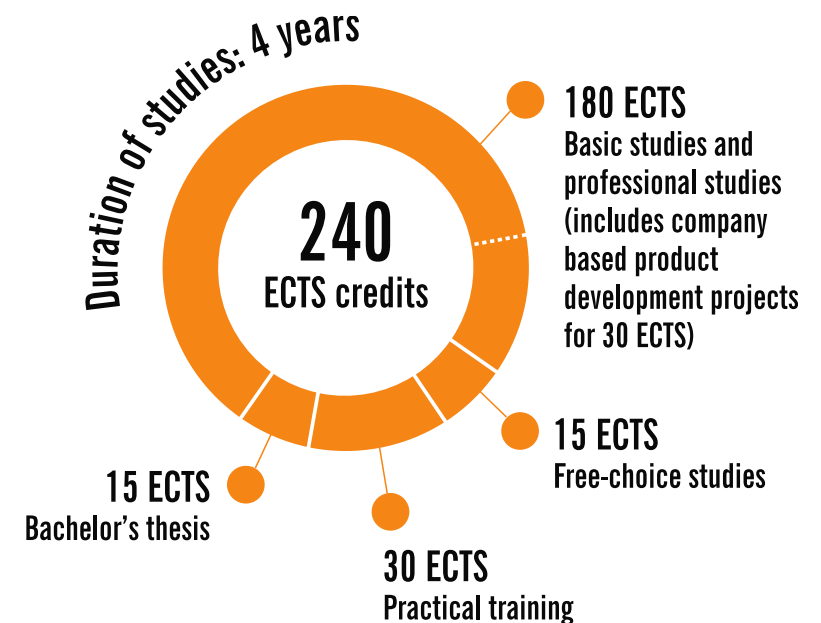 Duration of studies: 4 years
240
ECTS credits
180 ECTS
Basic studies and
professional studies
(includes company
based product
development projects
for 30 ECTS)
15 ECTS
Free-choice studies
30 ECTS
Practical training
15 ECTS
Bachelor's thesis